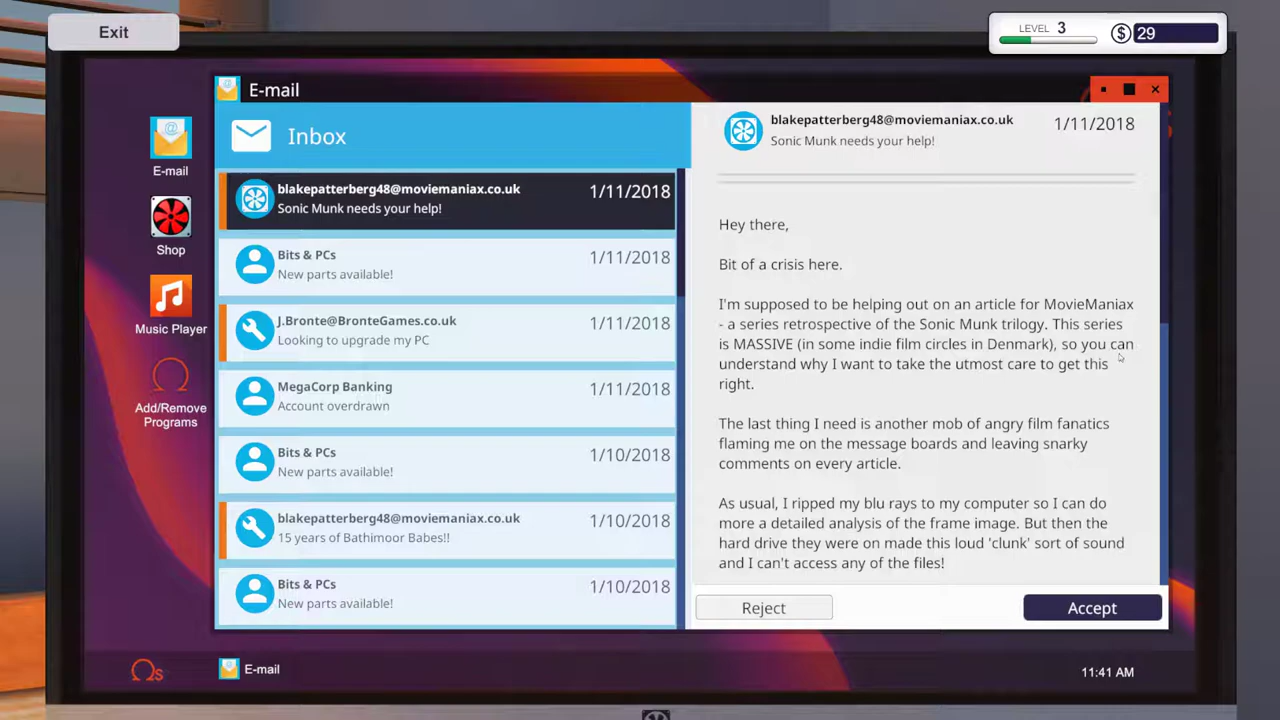 Exit
LEVEL 3
$ 29
E-mail
Inbox
blakepatterberg48@moviemaniax.co.uk 1/11/2018
Sonic Munk needs your help!
Bits & PCs 1/11/2018
New parts available!
J.Bronte@BronteGames.co.uk 1/11/2018
Looking to upgrade my PC
MegaCorp Banking 1/11/2018
Account overdrawn
Bits & PCs 1/10/2018
New parts available!
blakepatterberg48@moviemaniax.co.uk 1/10/2018
15 years of Bathimoor Babes!!
Bits & PCs 1/10/2018
New parts available!
blakepatterberg48@moviemaniax.co.uk 1/11/2018
Sonic Munk needs your help!
Hey there,
Bit of a crisis here.
I'm supposed to be helping out on an article for MovieManiax
- a series retrospective of the Sonic Munk trilogy. This series
is MASSIVE (in some indie film circles in Denmark), so you can
understand why I want to take the utmost care to get this
right.
The last thing I need is another mob of angry film fanatics
flaming me on the message boards and leaving snarky
comments on every article.
As usual, I ripped my blu rays to my computer so I can do
more a detailed analysis of the frame image. But then the
hard drive they were on made this loud 'clunk' sort of sound
and I can't access any of the files!
Reject
Accept
E-mail
Shop
Music Player
Add/Remove
Programs
Ωs
E-mail
11:41 AM